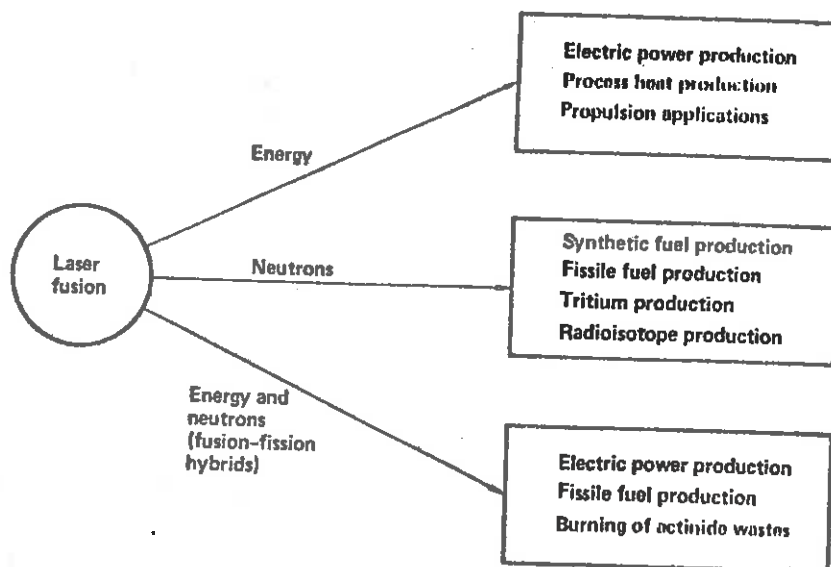 Electric power production
Process heat production
Propulsion applications
Energy
Laser
fusion
Neutrons
Synthetic fuel production
Fissile fuel production
Tritium production
Radioisotope production
Energy and
neutrons
(fusion-fission
hybrids)
Electric power production
Fissile fuel production
Burning of actinide wastes